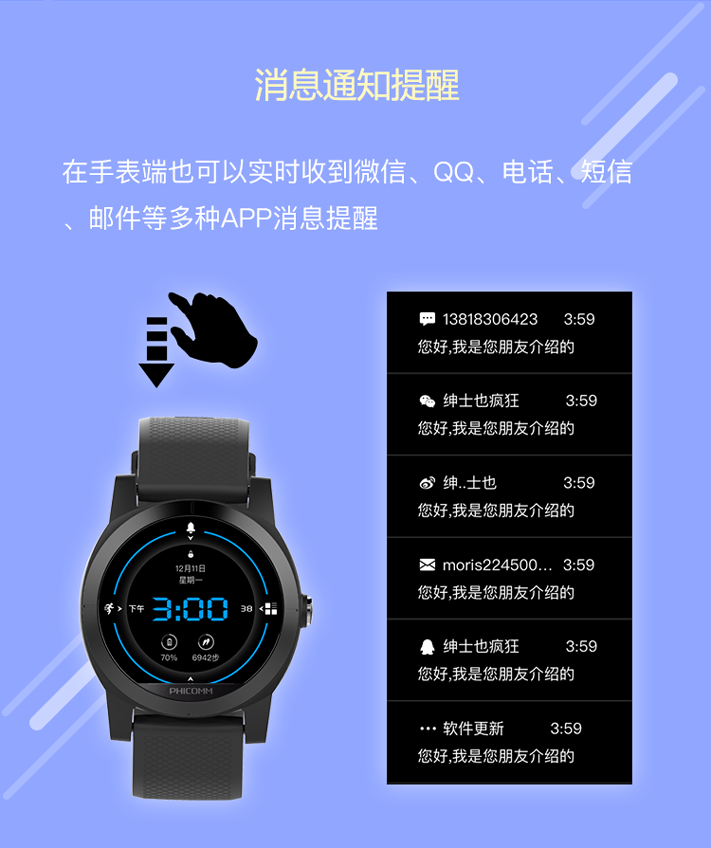 消息通知提醒
在手表端也可以实时收到微信、QQ、电话、短信
、邮件等多种APP消息提醒
13818306423 3:59
您好,我是您朋友介绍的
绅士也疯狂 3:59
您好,我是您朋友介绍的
绅..士也 3:59
您好,我是您朋友介绍的
moris224500... 3:59
您好,我是您朋友介绍的
绅士也疯狂 3:59
您好,我是您朋友介绍的
软件更新 3:59
您好,我是您朋友介绍的
12月11日
星期一
下午 3:00 38
70% 6942步
PHICOMM